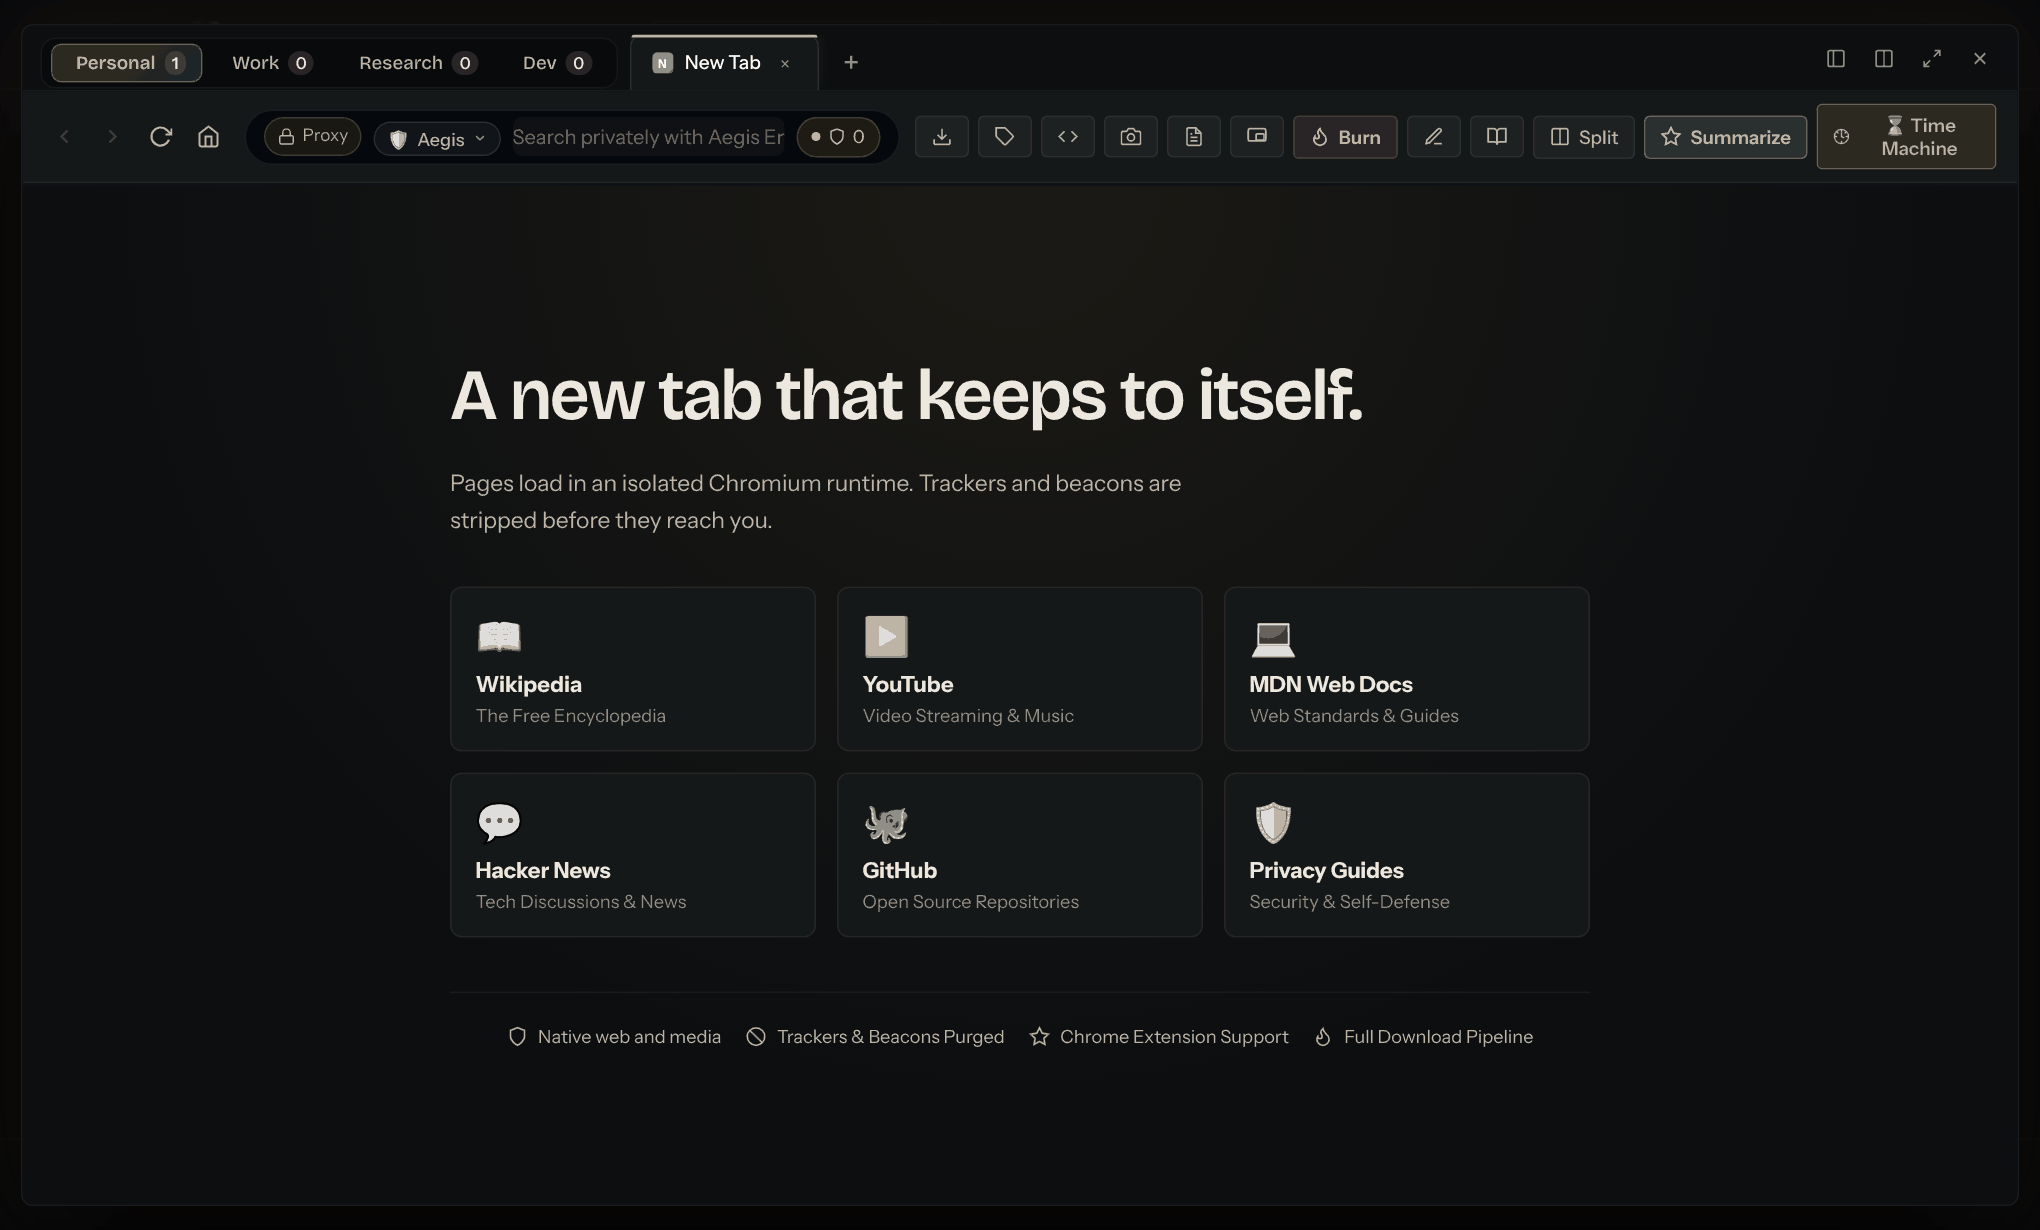 Personal 1 Work 0 Research 0 Dev 0 N New Tab × +
Proxy Aegis Search privately with Aegis Er 0 Burn Split Summarize Time Machine
A new tab that keeps to itself.
Pages load in an isolated Chromium runtime. Trackers and beacons are
stripped before they reach you.
Wikipedia
The Free Encyclopedia
YouTube
Video Streaming & Music
MDN Web Docs
Web Standards & Guides
Hacker News
Tech Discussions & News
GitHub
Open Source Repositories
Privacy Guides
Security & Self-Defense
Native web and media Trackers & Beacons Purged Chrome Extension Support Full Download Pipeline